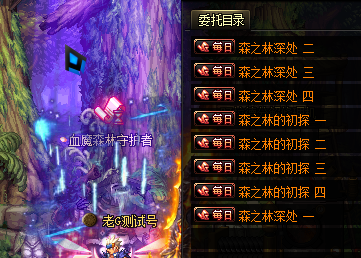 委托目录
每日 森之林深处 二
每日 森之林深处 三
每日 森之林深处 四
每日 森之林的初探 一
每日 森之林的初探 二
每日 森之林的初探 三
每日 森之林的初探 四
每日 森之林深处 一
血魔森林守护者
老G测试号